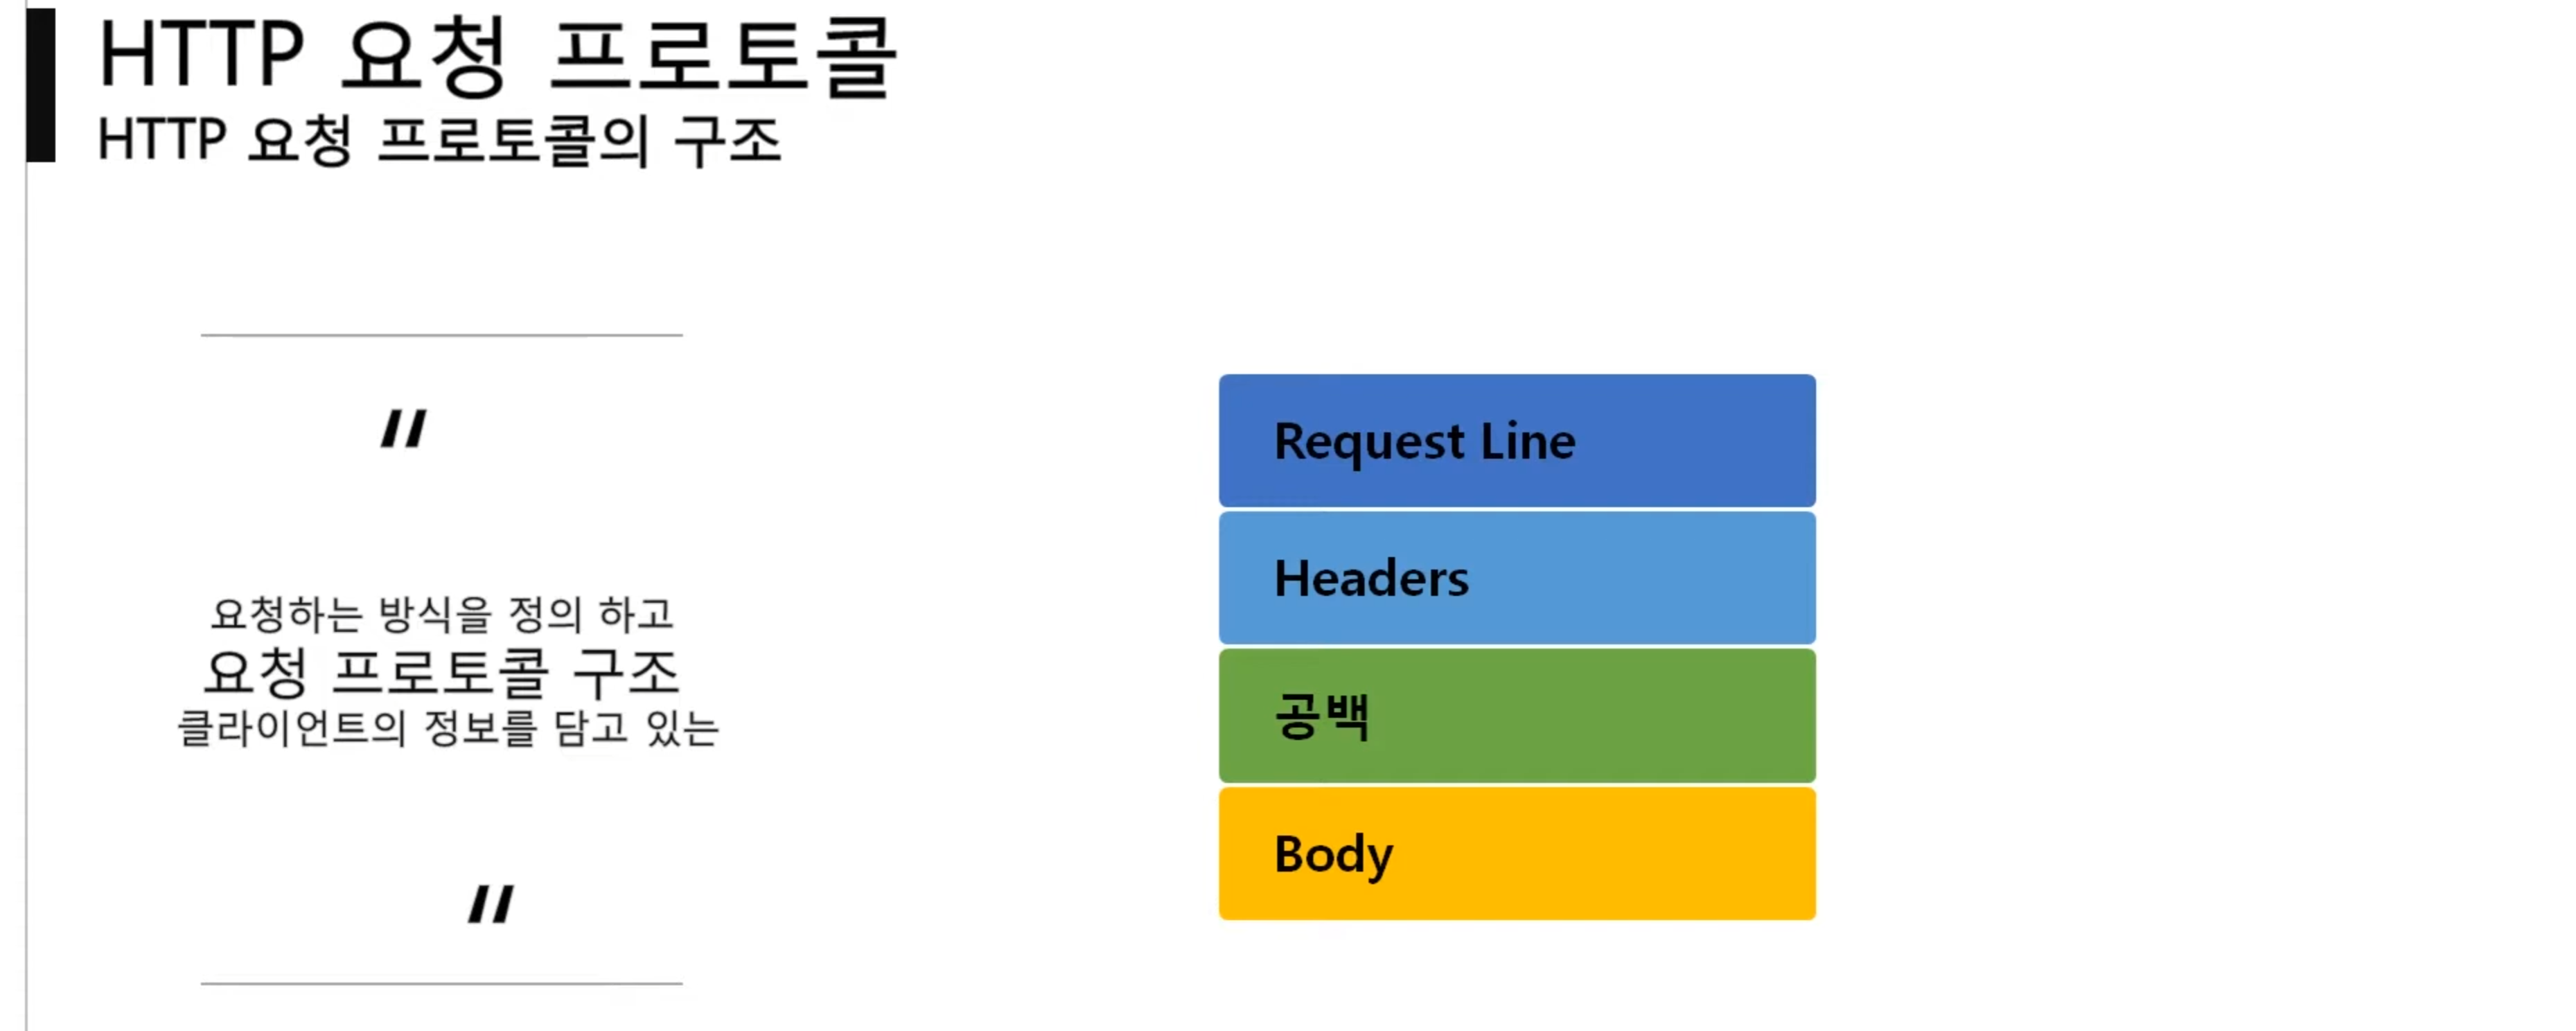 HTTP 요청 프로토콜
HTTP 요청 프로토콜의 구조
"
요청하는 방식을 정의 하고
요청 프로토콜 구조
클라이언트의 정보를 담고 있는
"
Request Line
Headers
공백
Body